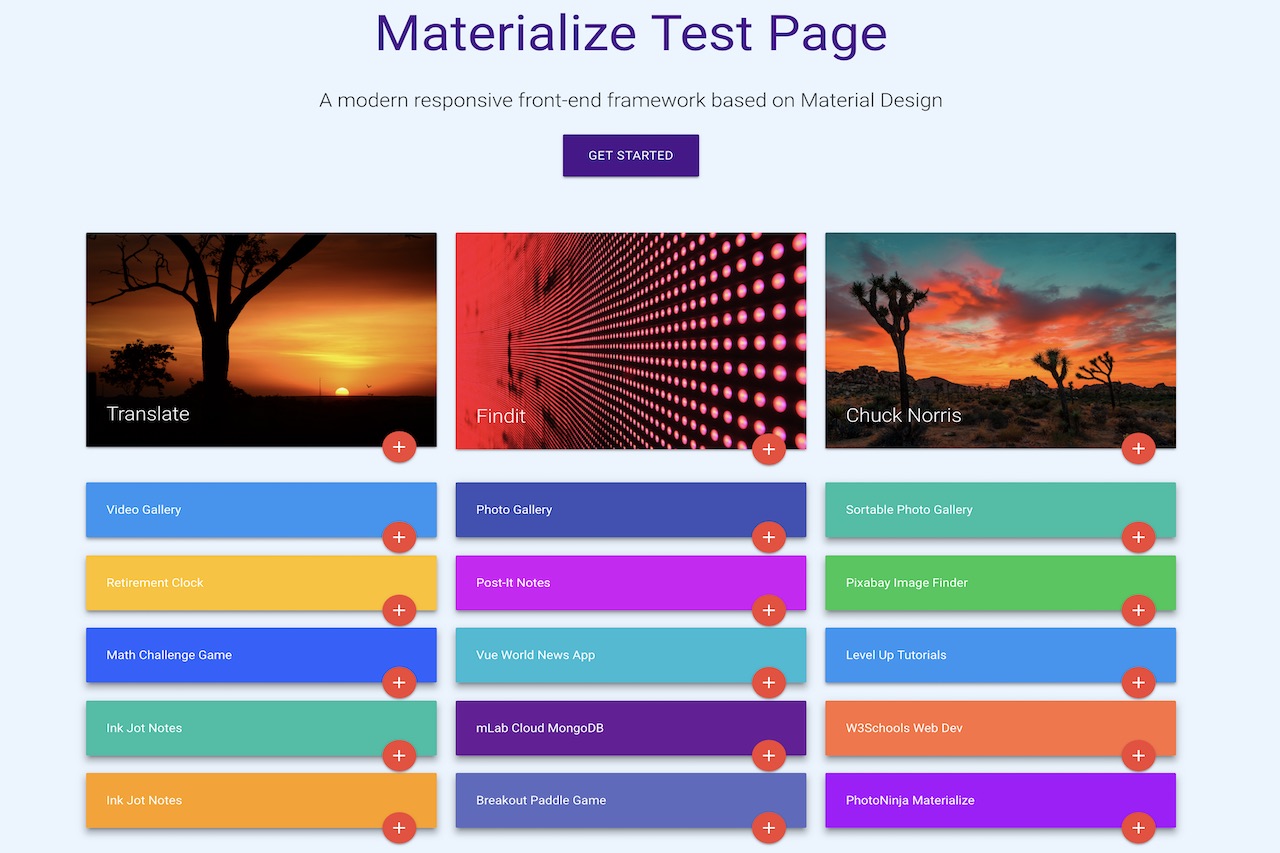 Materialize Test Page
A modern responsive front-end framework based on Material Design
GET STARTED
Translate
Findit
Chuck Norris
Video Gallery
Photo Gallery
Sortable Photo Gallery
Retirement Clock
Post-It Notes
Pixabay Image Finder
Math Challenge Game
Vue World News App
Level Up Tutorials
Ink Jot Notes
mLab Cloud MongoDB
W3Schools Web Dev
Ink Jot Notes
Breakout Paddle Game
PhotoNinja Materialize